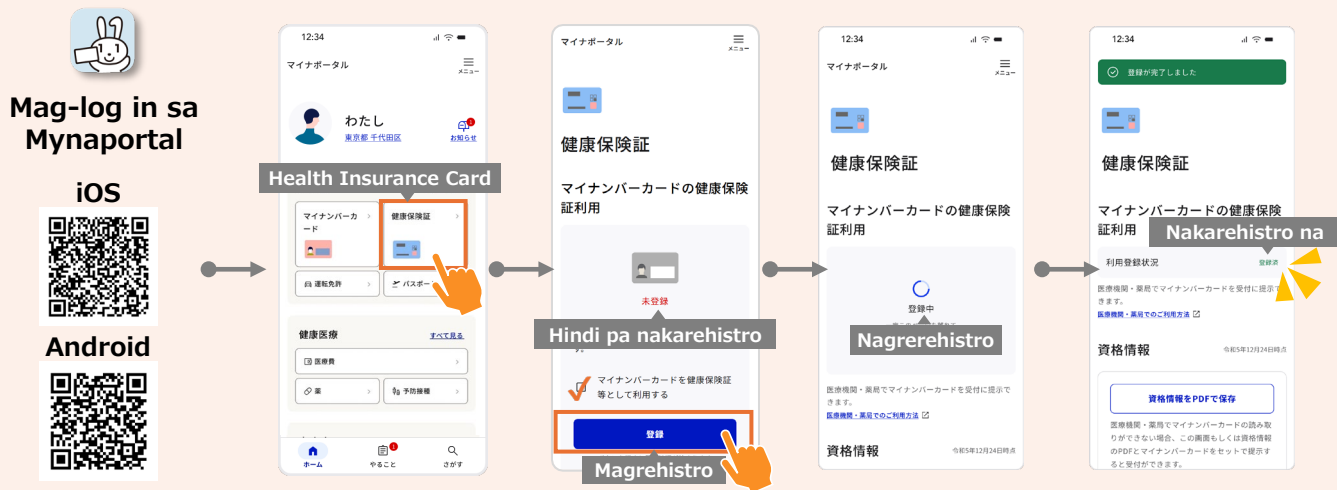 Mag-log in sa
Mynaportal
iOS
Android
12:34
マイナポータル
メニュー
わたし
東京都 千代田区
お知らせ
1
Health Insurance Card
マイナンバーカ
ード
健康保険証
運転免許
パスポー
健康医療
すべて見る
医療費
薬
予防接種
ホーム
やること
1
さがす
マイナポータル
メニュー
健康保険証
マイナンバーカードの健康保険
証利用
未登録
Hindi pa nakarehistro
す。
マイナンバーカードを健康保険証
等として利用する
登録
Magrehistro
12:34
マイナポータル
メニュー
健康保険証
マイナンバーカードの健康保険
証利用
登録中
Nagrerehistro
医療機関・薬局でマイナンバーカードを受付に提示で
きます。
医療機関・薬局でのご利用方法
資格情報
令和5年12月24日時点
12:34
登録が完了しました
健康保険証
マイナンバーカードの健康保険
証利用
Nakarehistro na
利用登録状況
登録済
医療機関・薬局でマイナンバーカードを受付に提示で
きます。
医療機関・薬局でのご利用方法
資格情報
令和5年12月24日時点
資格情報をPDFで保存
医療機関・薬局でマイナンバーカードの読み取
りができない場合、この画面もしくは資格情報
のPDFとマイナンバーカードをセットで提示す
ると受付ができます。